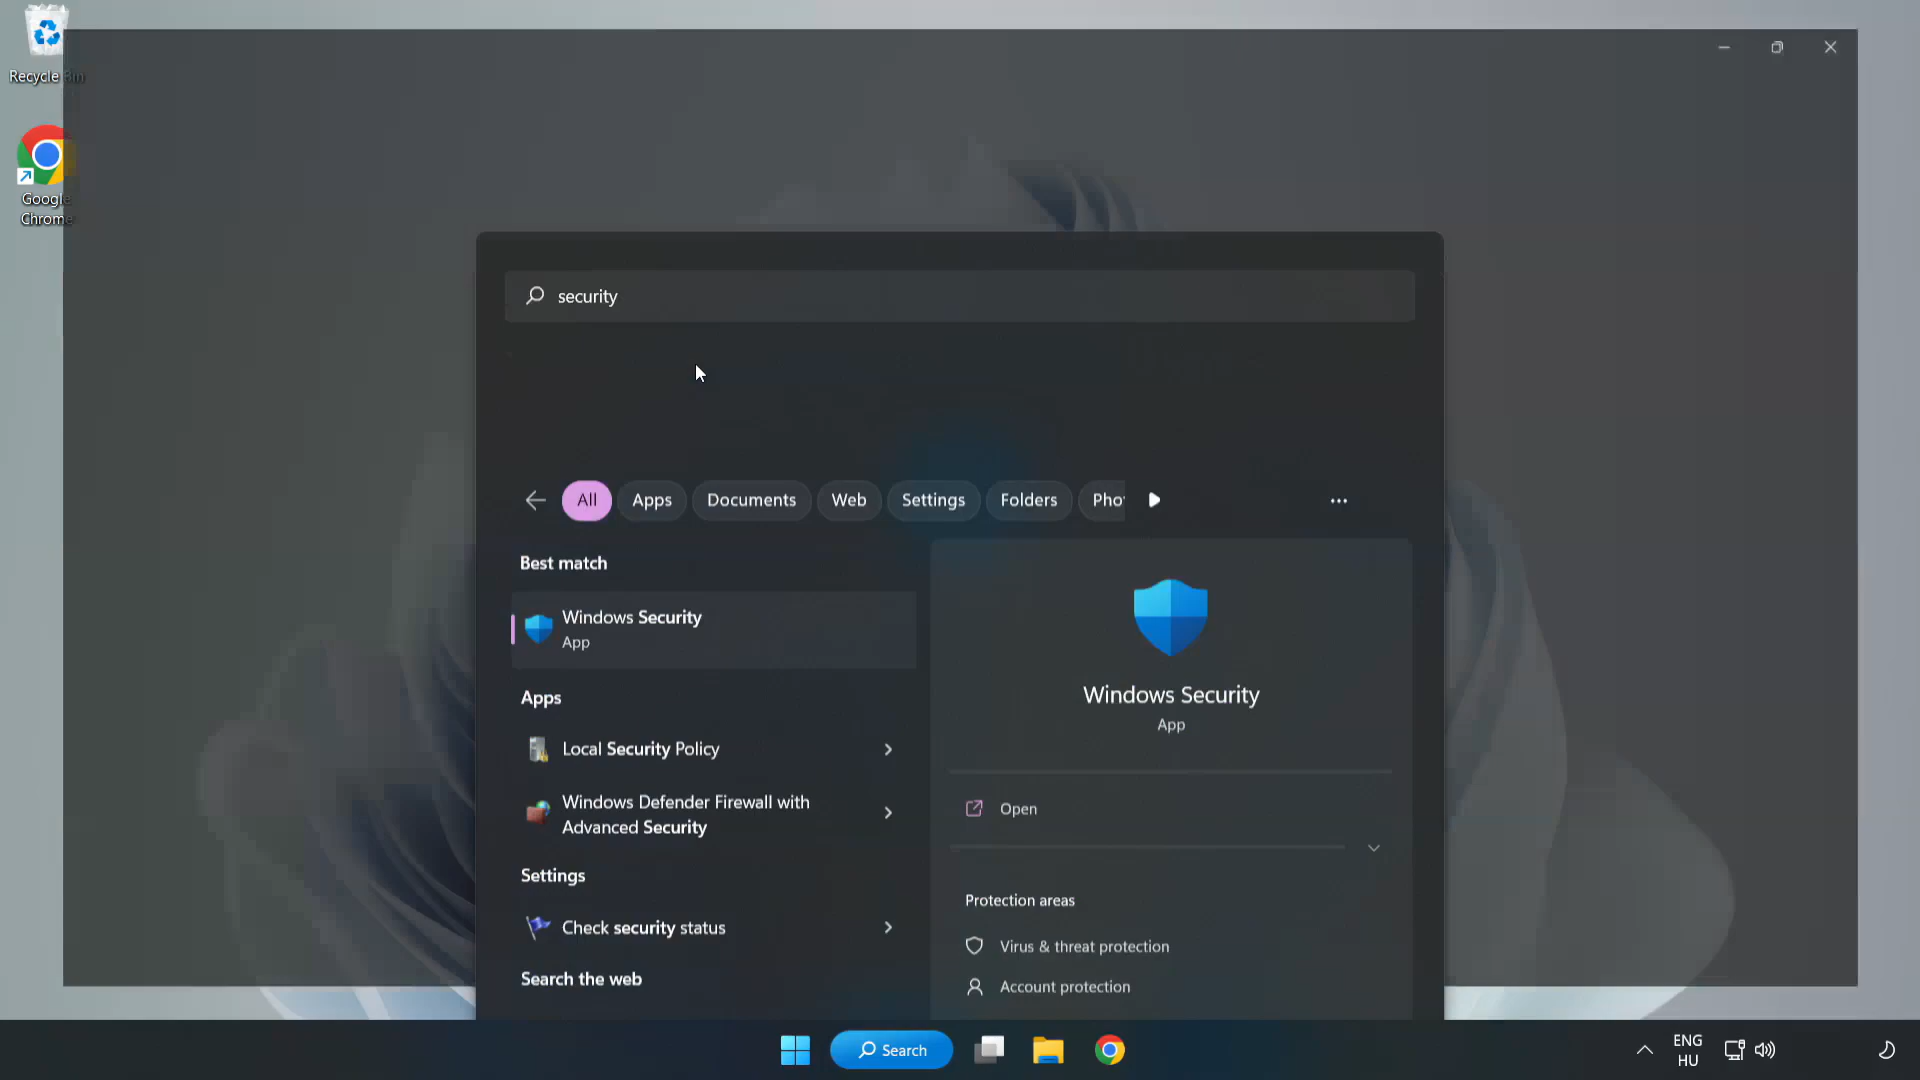 Recycle Bin
Google
Chrome
security
All
Apps
Documents
Web
Settings
Folders
Pho
Best match
Windows Security
App
Apps
Local Security Policy
Windows Defender Firewall with
Advanced Security
Settings
Check security status
Search the web
Windows Security
App
Open
Protection areas
Virus & threat protection
Account protection
Search
ENG
HU